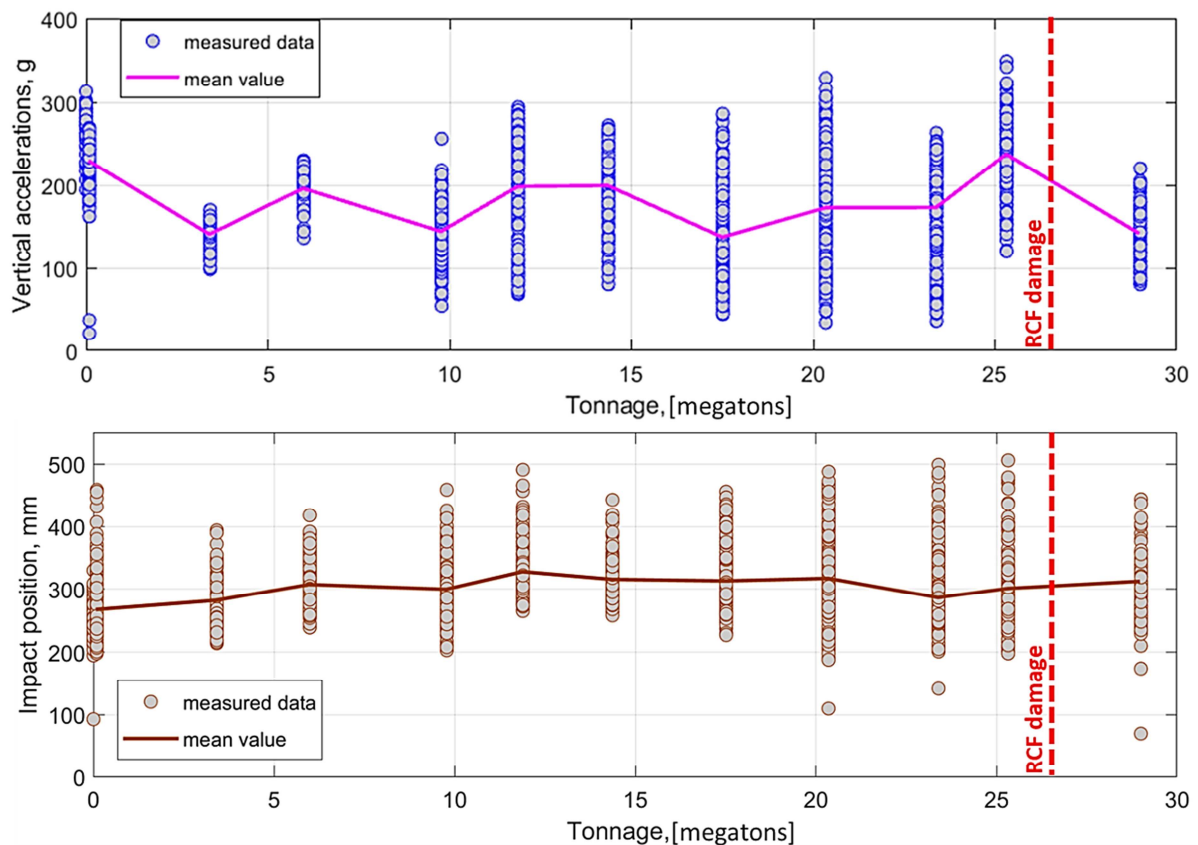 400
300
200
100
0
Vertical accelerations, g
measured data
mean value
RCF damage
0 5 10 15 20 25 30
Tonnage, [megatons]
500
400
300
200
100
0
Impact position, mm
measured data
mean value
RCF damage
0 5 10 15 20 25 30
Tonnage, [megatons]